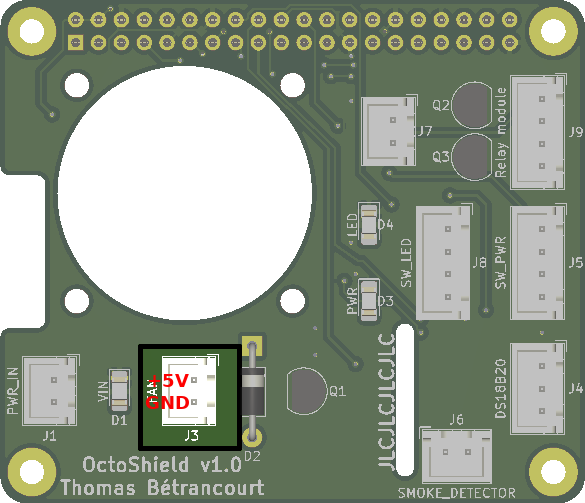 Q2
J7
Q3
Relay module
J9
LED
D4
SW_LED
J8
SW_PWR
J5
PWR
D3
JLCJLCJLCJLC
PWR_IN
J1
VIN
D1
+5V
GND
J3
D2
Q1
DS18B20
J4
J6
SMOKE_DETECTOR
OctoShield v1.0
Thomas Bétrancourt